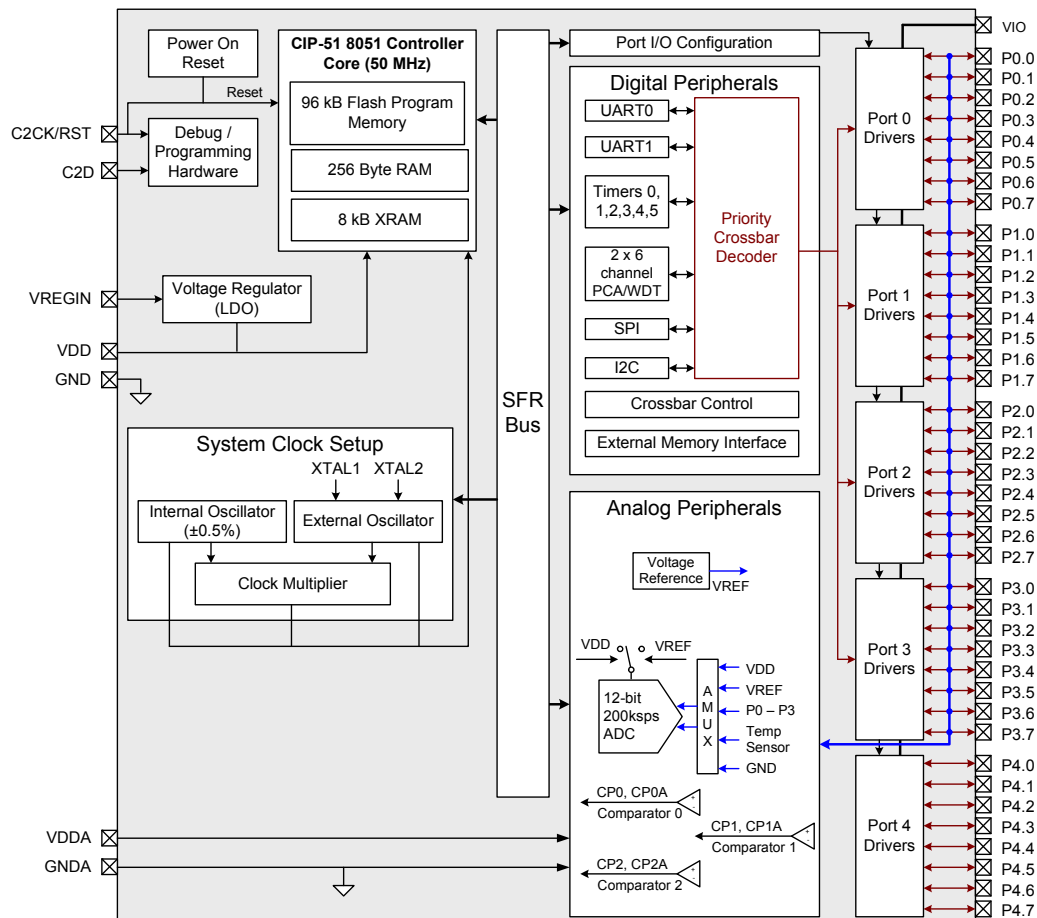 Power On
Reset
Reset
C2CK/RST
Debug /
Programming
Hardware
C2D
CIP-51 8051 Controller
Core (50 MHz)
96 kB Flash Program
Memory
256 Byte RAM
8 kB XRAM
VREGIN
Voltage Regulator
(LDO)
VDD
GND
System Clock Setup
XTAL1
XTAL2
Internal Oscillator
(±0.5%)
External Oscillator
Clock Multiplier
VDDA
GNDA
SFR
Bus
Port I/O Configuration
Digital Peripherals
UART0
UART1
Timers 0,
1,2,3,4,5
2 x 6
channel
PCA/WDT
SPI
I2C
Priority
Crossbar
Decoder
Crossbar Control
External Memory Interface
Analog Peripherals
Voltage
Reference
VREF
VDD
VREF
12-bit
200ksps
ADC
A
M
U
X
VDD
VREF
P0 – P3
Temp
Sensor
GND
CP0, CP0A
Comparator 0
CP1, CP1A
Comparator 1
CP2, CP2A
Comparator 2
Port 0
Drivers
Port 1
Drivers
Port 2
Drivers
Port 3
Drivers
Port 4
Drivers
VIO
P0.0
P0.1
P0.2
P0.3
P0.4
P0.5
P0.6
P0.7
P1.0
P1.1
P1.2
P1.3
P1.4
P1.5
P1.6
P1.7
P2.0
P2.1
P2.2
P2.3
P2.4
P2.5
P2.6
P2.7
P3.0
P3.1
P3.2
P3.3
P3.4
P3.5
P3.6
P3.7
P4.0
P4.1
P4.2
P4.3
P4.4
P4.5
P4.6
P4.7